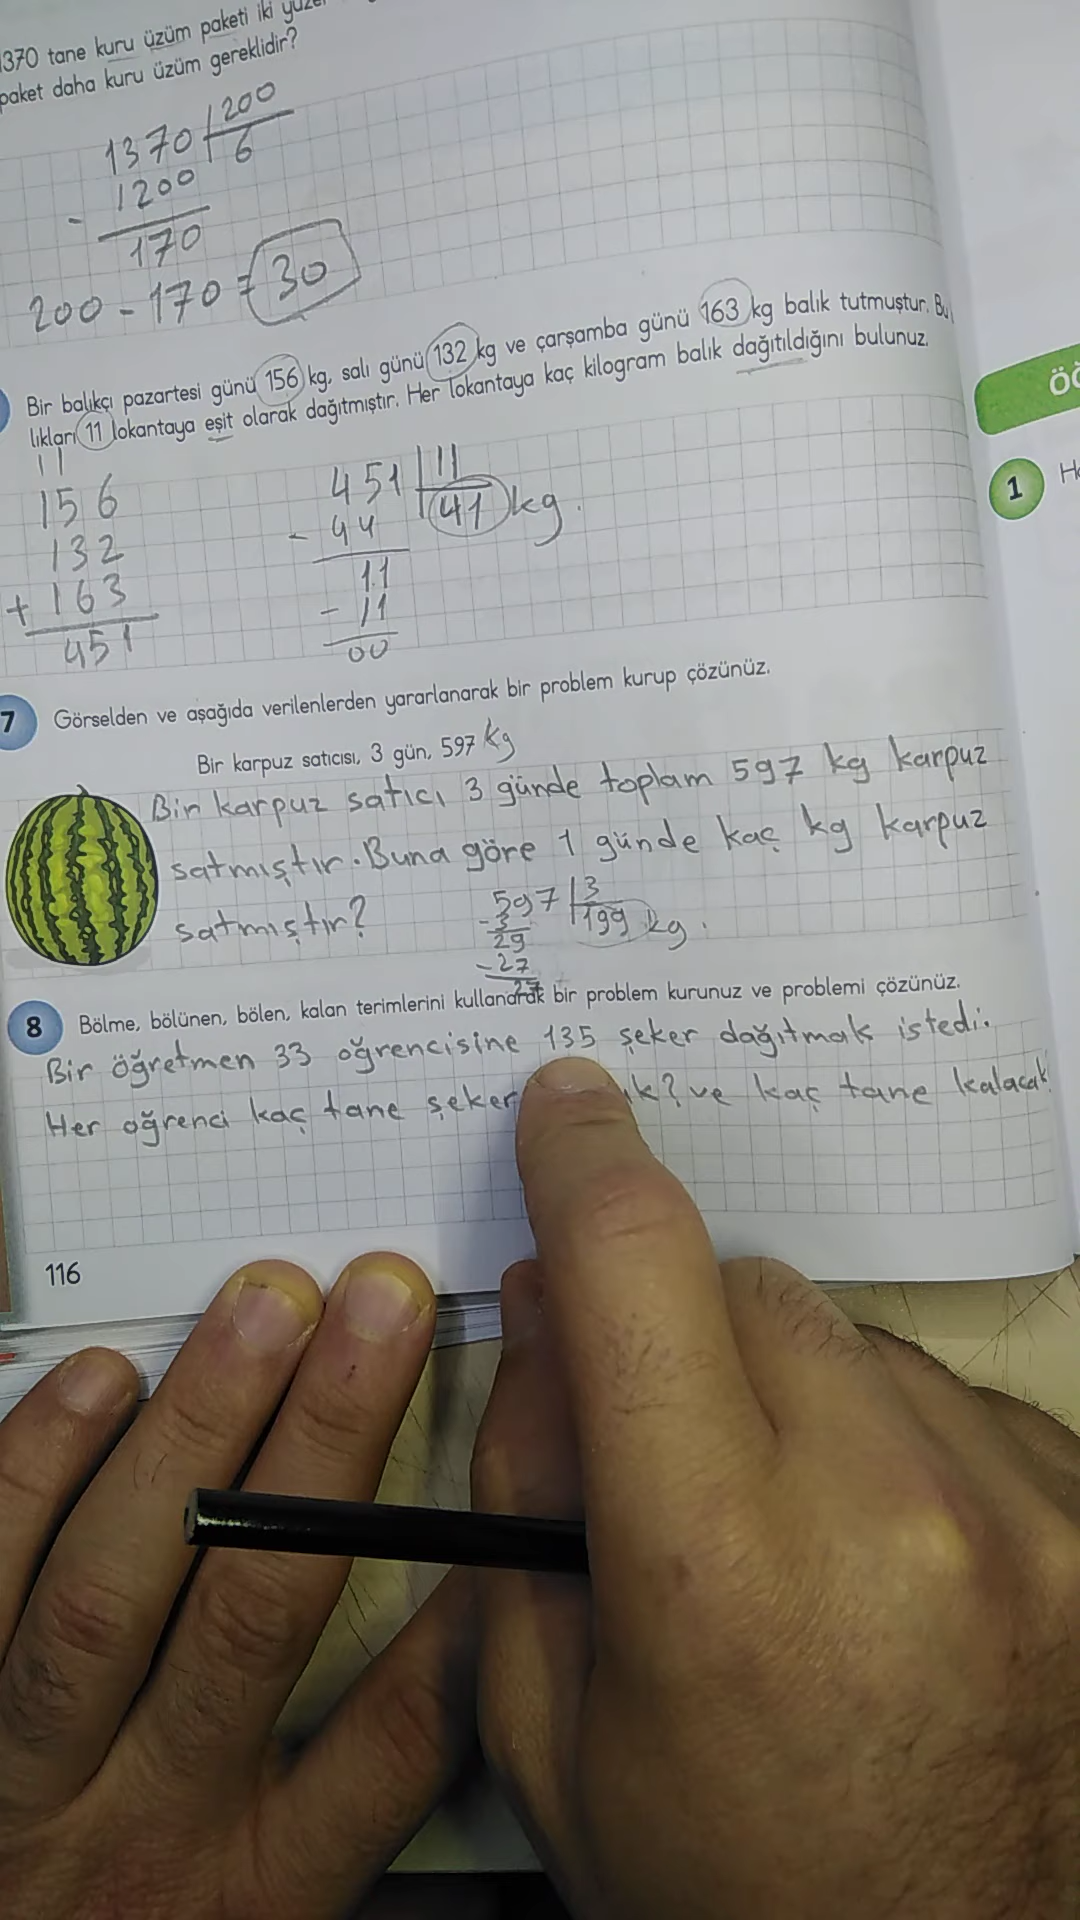 1370 tane kuru üzüm paketi iki
paket daha kuru üzüm gereklidir?
1370 200
6
- 1200
170
200 - 170 = 30
Bir balıkçı pazartesi günü 156 kg, salı günü 132 kg ve çarşamba günü 163 kg balık tutmuştur. Bu
lıkları 11 lokantaya eşit olarak dağıtmıştır. Her lokantaya kaç kilogram balık dağıtıldığını bulunuz.
11
156
132
+ 163
451
451 11
41 kg.
- 44
11
- 11
00
1
7 Görselden ve aşağıda verilenlerden yararlanarak bir problem kurup çözünüz.
Bir karpuz satıcısı, 3 gün, 597 kg
Bir karpuz satıcı 3 günde toplam 597 kg karpuz
satmıştır. Buna göre 1 günde kaç kg karpuz
satmıştır?
597 3
199 kg.
- 3
29
- 27
27
8 Bölme, bölünen, bölen, kalan terimlerini kullanarak bir problem kurunuz ve problemi çözünüz.
Bir öğretmen 33 öğrencisine 135 şeker dağıtmak istedi.
Her öğrenci kaç tane şeker ve kaç tane kalacak
116